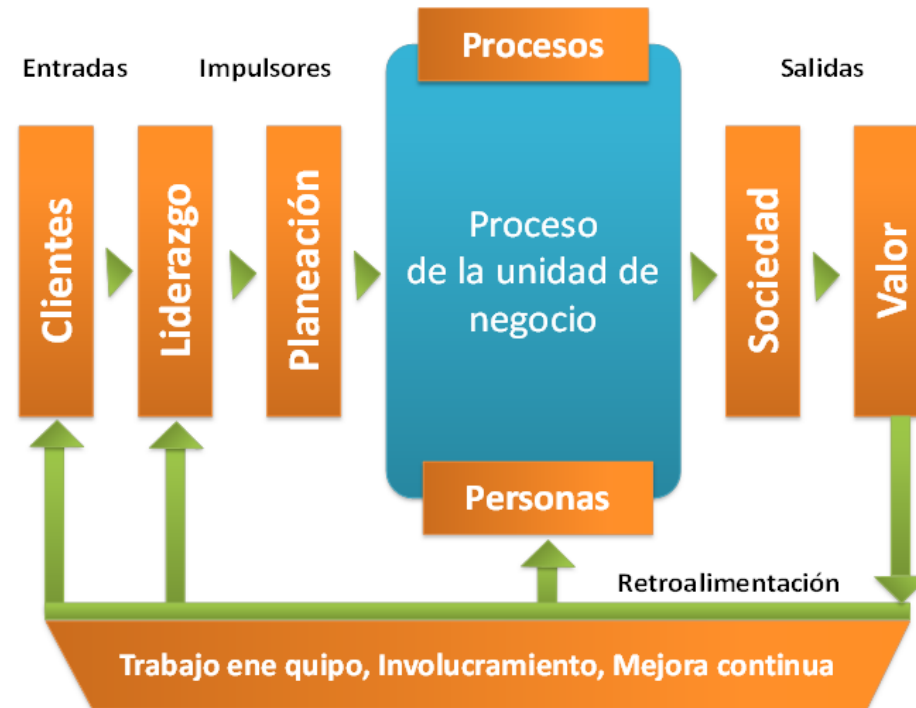 Procesos
Entradas
Impulsores
Salidas
Clientes
Liderazgo
Planeación
Proceso
de la unidad de
negocio
Sociedad
Valor
Personas
Retroalimentación
Trabajo ene quipo, Involucramiento, Mejora continua